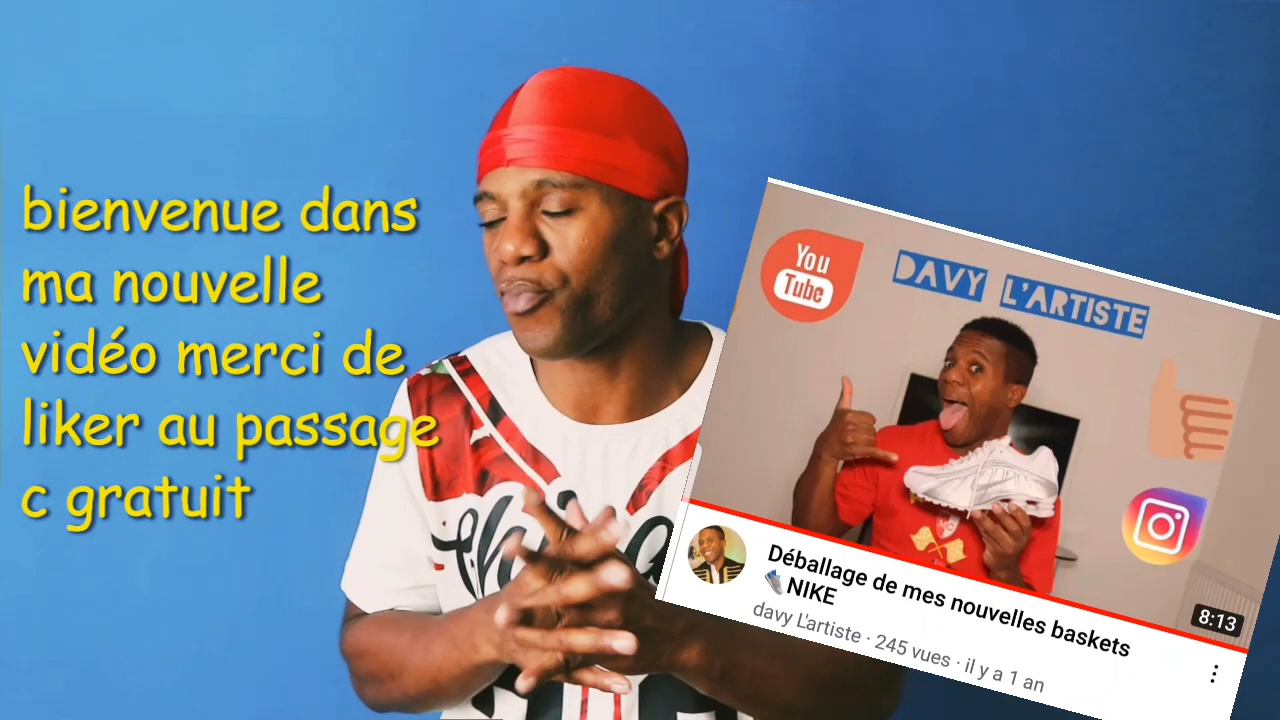 bienvenue dans
ma nouvelle
vidéo merci de
liker au passage
c gratuit
You
Tube
DAVY L'ARTISTE
8:13
Déballage de mes nouvelles baskets
👟NIKE
davy L'artiste · 245 vues · il y a 1 an